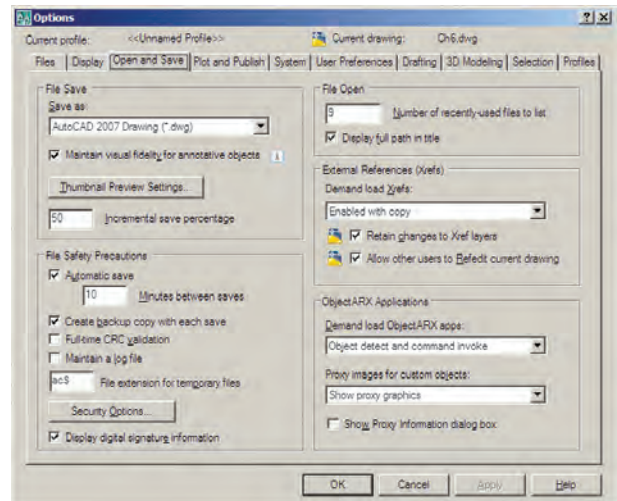 Options
Current profile: <<Unnamed Profile>> Current drawing: Ch6.dwg
Files Display Open and Save Plot and Publish System User Preferences Drafting 3D Modeling Selection Profiles
File Save
Save as:
AutoCAD 2007 Drawing (*.dwg)
Maintain visual fidelity for annotative objects
Thumbnail Preview Settings...
50 Incremental save percentage
File Safety Precautions
Automatic save
10 Minutes between saves
Create backup copy with each save
Full-time CRC validation
Maintain a log file
ac$ File extension for temporary files
Security Options...
Display digital signature information
File Open
9 Number of recently-used files to list
Display full path in title
External References (Xrefs)
Demand load Xrefs:
Enabled with copy
Retain changes to Xref layers
Allow other users to Refedit current drawing
ObjectARX Applications
Demand load ObjectARX apps:
Object detect and command invoke
Proxy images for custom objects:
Show proxy graphics
Show Proxy Information dialog box
OK Cancel Apply Help